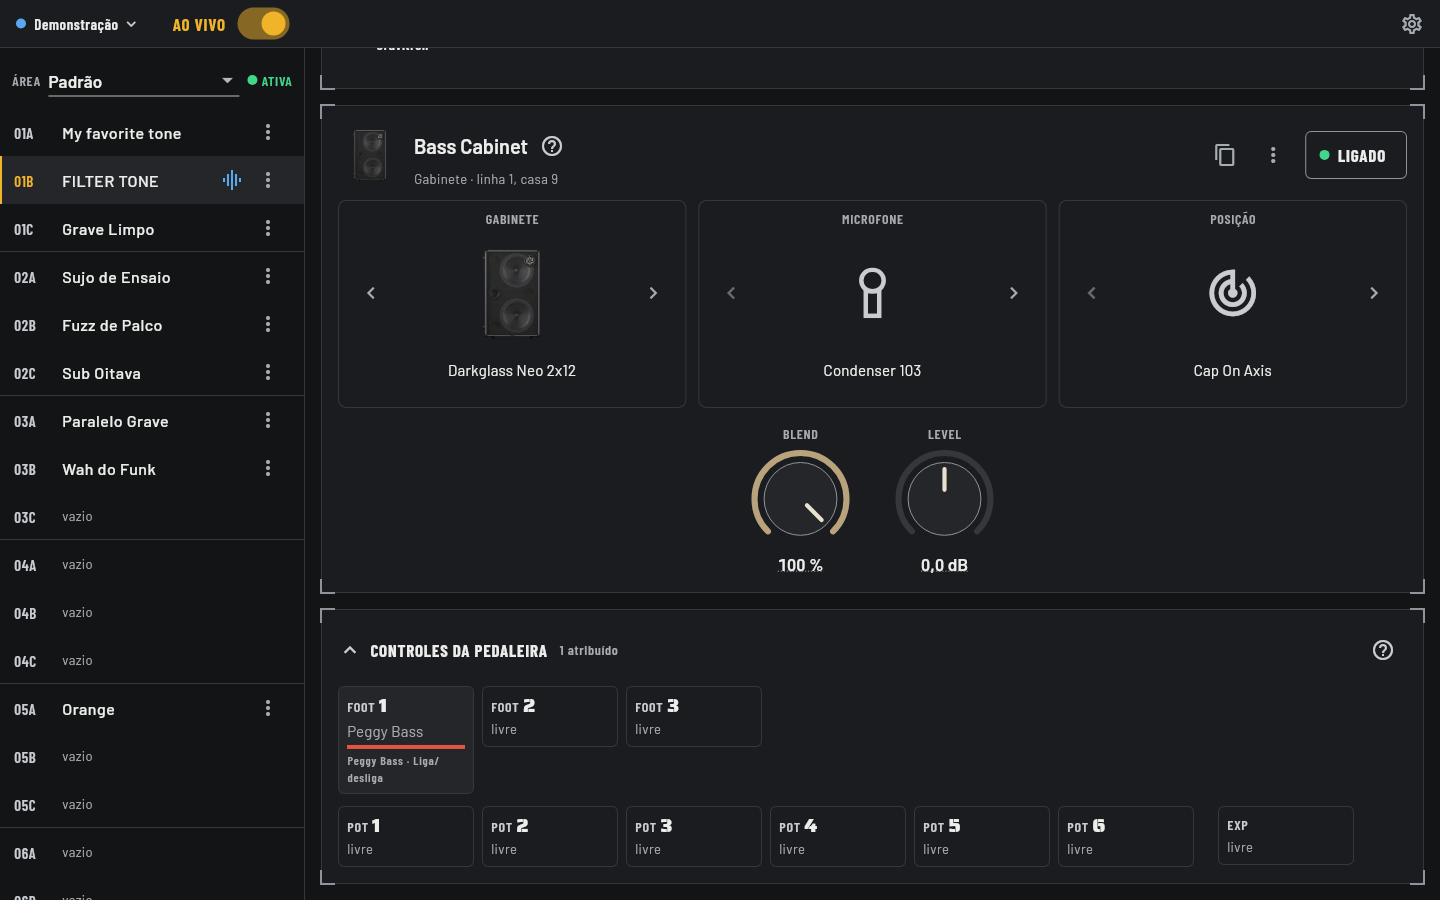 Demonstração
AO VIVO
ÁREA Padrão ATIVA
01A My favorite tone
01B FILTER TONE
01C Grave Limpo
02A Sujo de Ensaio
02B Fuzz de Palco
02C Sub Oitava
03A Paralelo Grave
03B Wah do Funk
03C vazio
04A vazio
04B vazio
04C vazio
05A Orange
05B vazio
05C vazio
06A vazio
Bass Cabinet
Gabinete · linha 1, casa 9
LIGADO
GABINETE
Darkglass Neo 2x12
MICROFONE
Condenser 103
POSIÇÃO
Cap On Axis
BLEND
100 %
LEVEL
0,0 dB
CONTROLES DA PEDALEIRA 1 atribuído
FOOT 1
Peggy Bass
Peggy Bass · Liga/
desliga
FOOT 2
livre
FOOT 3
livre
POT 1
livre
POT 2
livre
POT 3
livre
POT 4
livre
POT 5
livre
POT 6
livre
EXP
livre